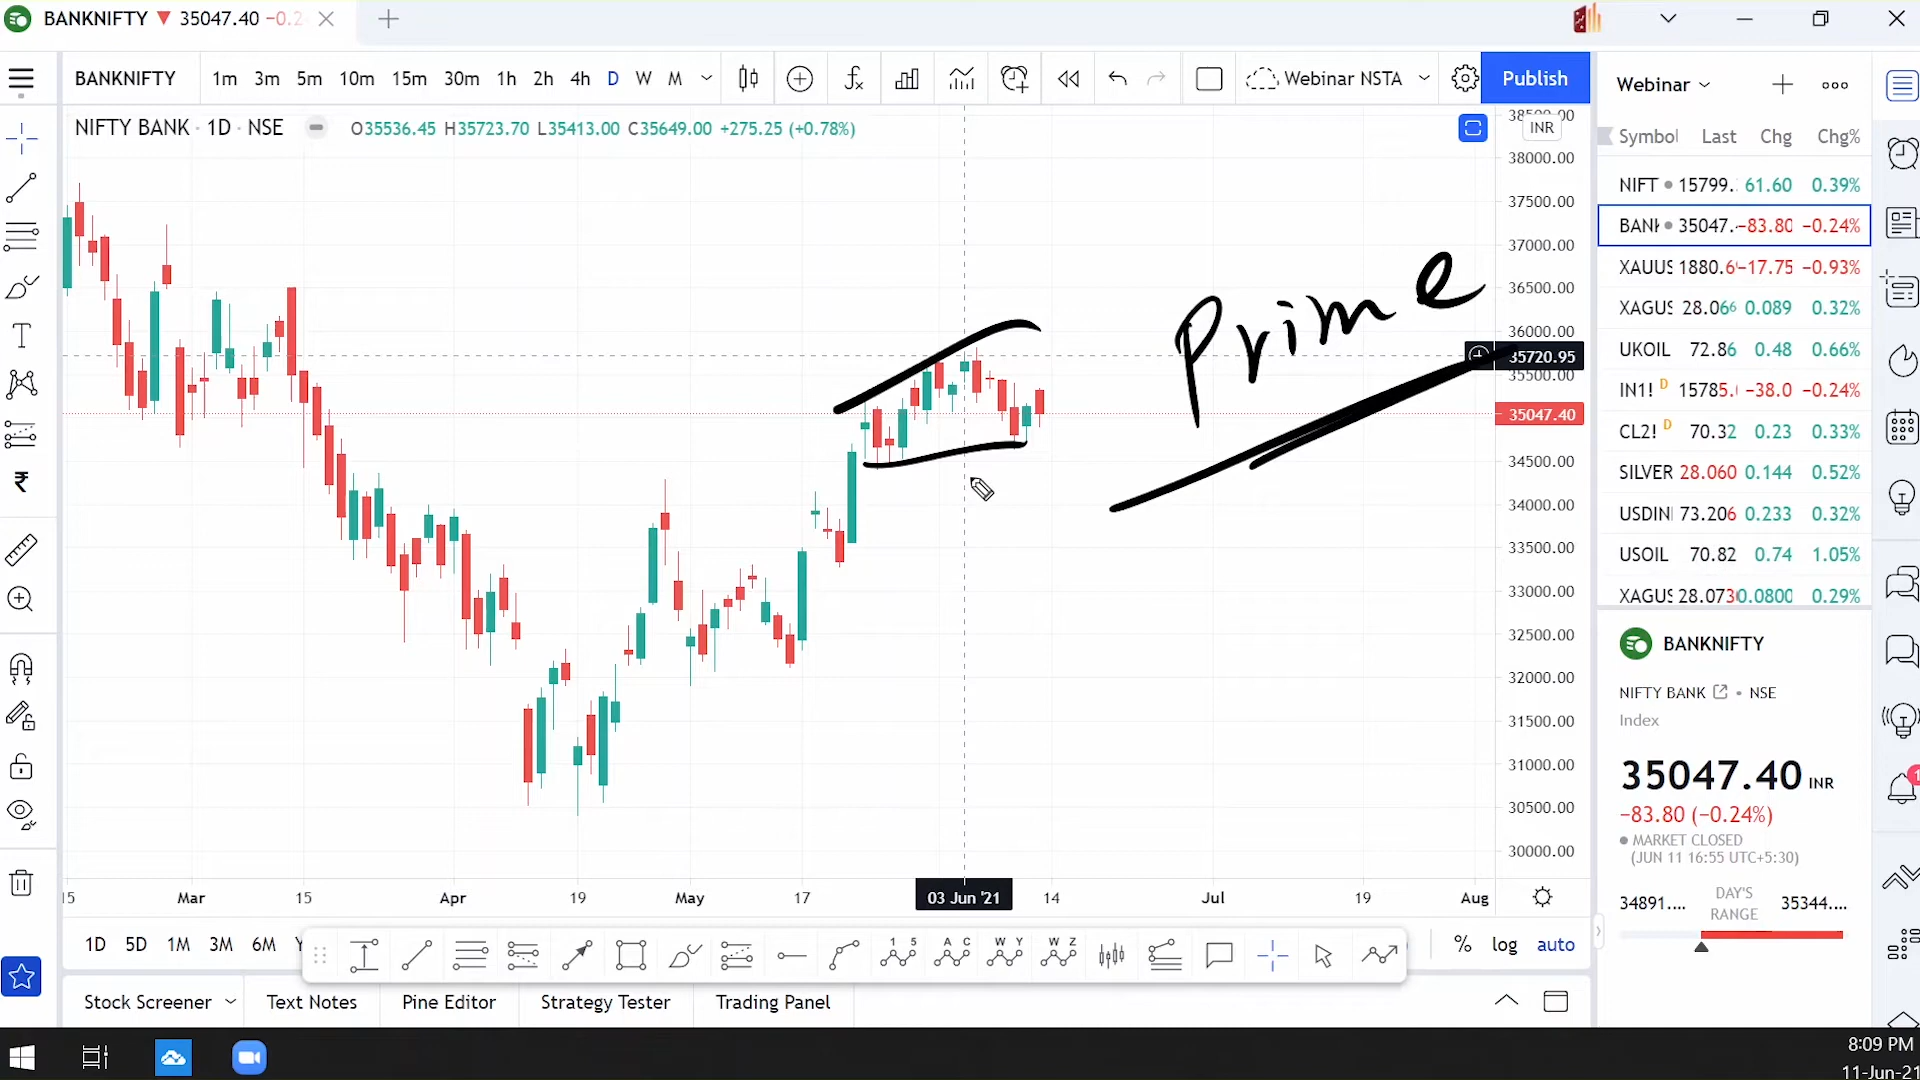 BANKNIFTY ▼ 35047.40 −0.2
BANKNIFTY 1m 3m 5m 10m 15m 30m 1h 2h 4h D W M Webinar NSTA Publish
NIFTY BANK · 1D · NSE O35536.45 H35723.70 L35413.00 C35649.00 +275.25 (+0.78%)
INR
38500.00
38000.00
37500.00
37000.00
36500.00
36000.00
35720.95
35500.00
35047.40
34500.00
34000.00
33500.00
33000.00
32500.00
32000.00
31500.00
31000.00
30500.00
30000.00
Prime
15 Mar 15 Apr 19 May 17 03 Jun '21 14 Jul 19 Aug
1D 5D 1M 3M 6M Y % log auto
1 5 A C W Y W Z
Stock Screener Text Notes Pine Editor Strategy Tester Trading Panel
Webinar
Symbol Last Chg Chg%
NIFT 15799. 61.60 0.39%
BANK 35047. −83.80 −0.24%
XAUUS 1880.6 −17.75 −0.93%
XAGUS 28.066 0.089 0.32%
UKOIL 72.86 0.48 0.66%
IN1! D 15785. −38.0 −0.24%
CL2! D 70.32 0.23 0.33%
SILVER 28.060 0.144 0.52%
USDIN 73.206 0.233 0.32%
USOIL 70.82 0.74 1.05%
XAGUS 28.073 0.0800 0.29%
BANKNIFTY
NIFTY BANK • NSE
Index
35047.40 INR
−83.80 (−0.24%)
MARKET CLOSED
(JUN 11 16:55 UTC+5:30)
34891.... DAY'S RANGE 35344....
8:09 PM
11-Jun-21